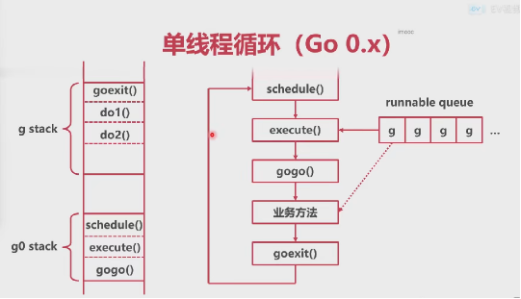 单线程循环（Go 0.x）
goexit()
do1()
do2()
g stack
schedule()
execute()
gogo()
g0 stack
schedule()
execute()
gogo()
业务方法
goexit()
runnable queue
g g g g ...